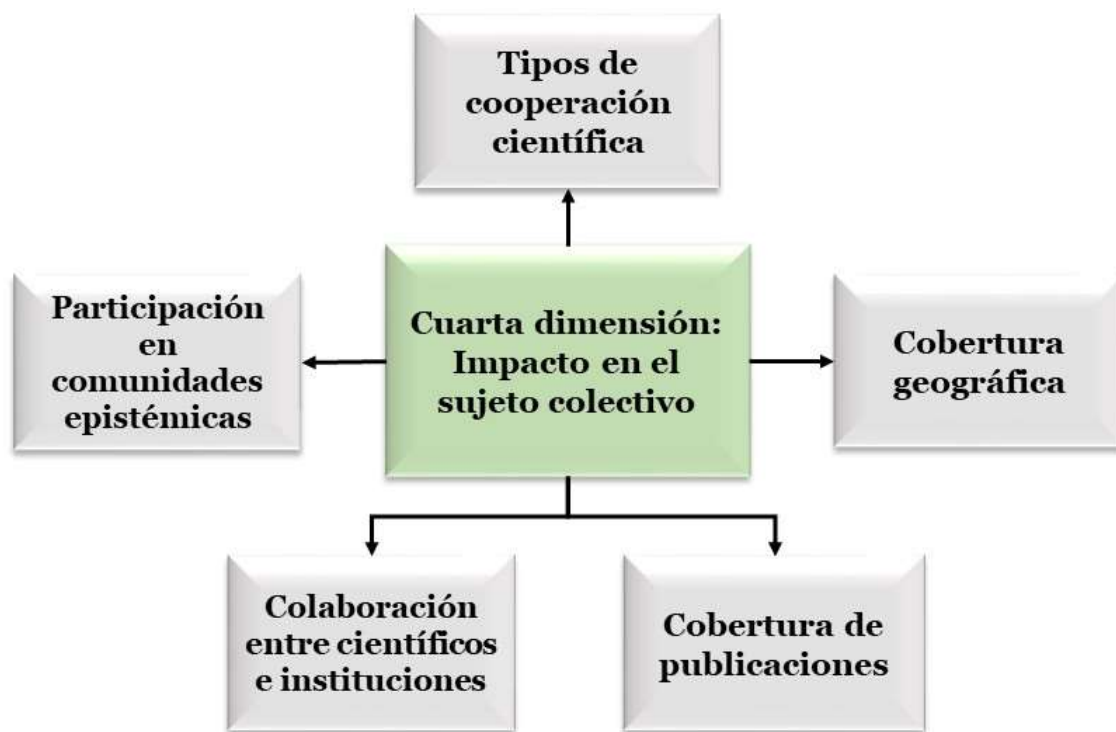 Tipos de
cooperación
científica
Participación
en
comunidades
epistémicas
Cuarta dimensión:
Impacto en el
sujeto colectivo
Cobertura
geográfica
Colaboración
entre científicos
e instituciones
Cobertura de
publicaciones